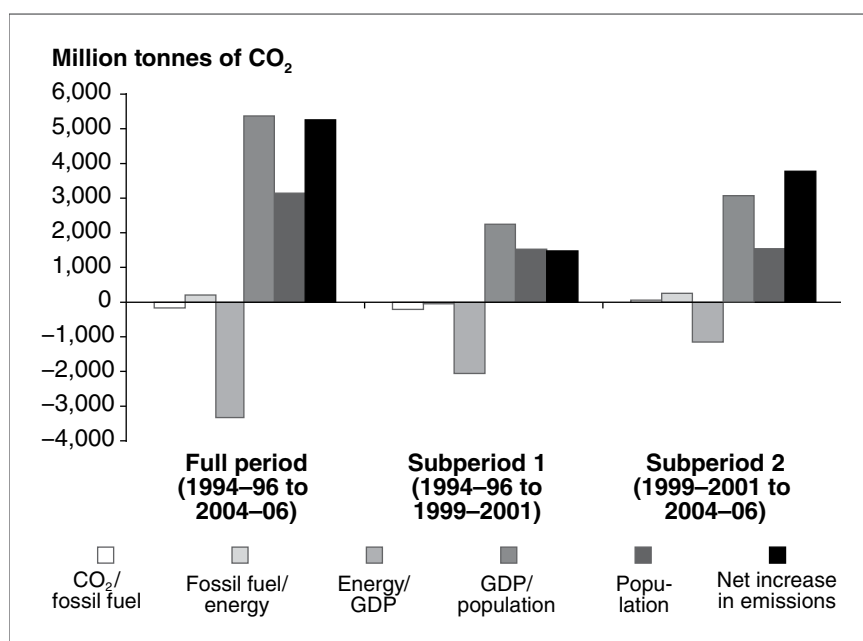 Million tonnes of CO₂
6,000
5,000
4,000
3,000
2,000
1,000
0
–1,000
–2,000
–3,000
–4,000
Full period
(1994–96 to
2004–06)
Subperiod 1
(1994–96 to
1999–2001)
Subperiod 2
(1999–2001 to
2004–06)
CO₂/
fossil fuel
Fossil fuel/
energy
Energy/
GDP
GDP/
population
Popu-
lation
Net increase
in emissions